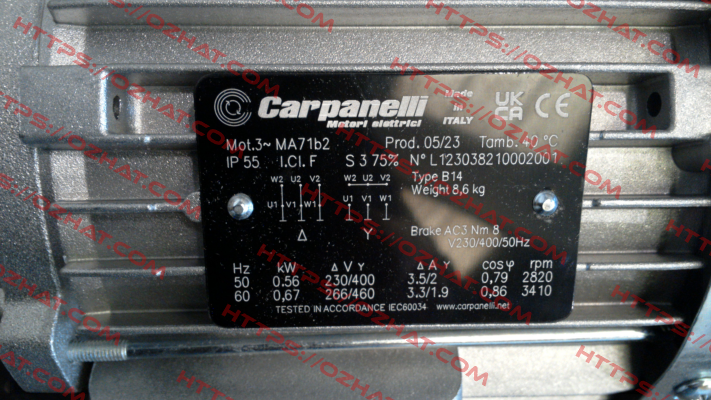 Carpanelli
Motori elettrici
Made
in
ITALY
UK
CA
CE
Mot.3~ MA71b2 Prod. 05/23 Tamb. 40 °C
IP 55 I.Cl. F S 3 75% N° L123038210002001
Type B14
Weight 8,6 kg
W2 U2 V2 W2 U2 V2
U1 V1 W1 U1 V1 W1
Δ Y
Brake AC3 Nm 8
V230/400/50Hz
Hz kW Δ V Y Δ A Y cos φ rpm
50 0.56 230/400 3.5/2 0,79 2820
60 0,67 266/460 3.3/1.9 0,86 3410
TESTED IN ACCORDANCE IEC60034 www.carpanelli.net
HTTPS://OZHAT.COM